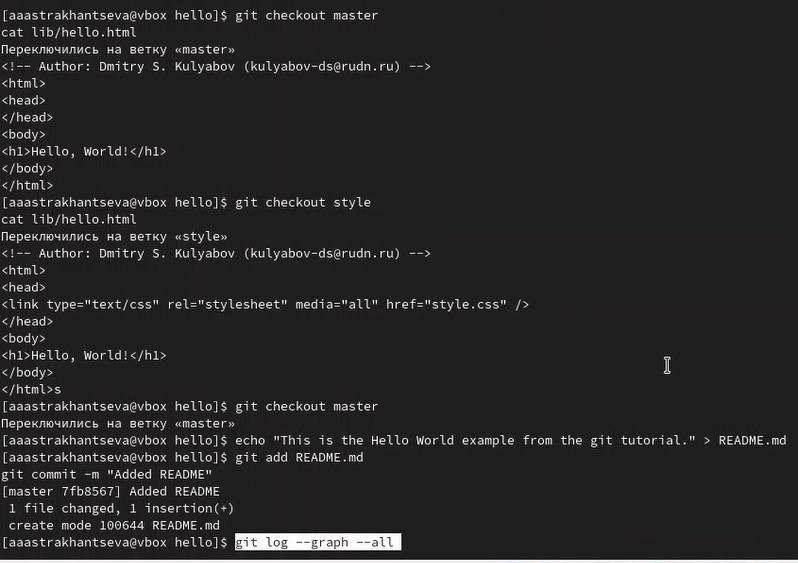 [aaastrakhantseva@vbox hello]$ git checkout master
cat lib/hello.html
Переключились на ветку «master»
<!-- Author: Dmitry S. Kulyabov (kulyabov-ds@rudn.ru) -->
<html>
<head>
</head>
<body>
<h1>Hello, World!</h1>
</body>
</html>
[aaastrakhantseva@vbox hello]$ git checkout style
cat lib/hello.html
Переключились на ветку «style»
<!-- Author: Dmitry S. Kulyabov (kulyabov-ds@rudn.ru) -->
<html>
<head>
<link type="text/css" rel="stylesheet" media="all" href="style.css" />
</head>
<body>
<h1>Hello, World!</h1>
</body>
</html>s
[aaastrakhantseva@vbox hello]$ git checkout master
Переключились на ветку «master»
[aaastrakhantseva@vbox hello]$ echo "This is the Hello World example from the git tutorial." > README.md
[aaastrakhantseva@vbox hello]$ git add README.md
git commit -m "Added README"
[master 7fb8567] Added README
 1 file changed, 1 insertion(+)
 create mode 100644 README.md
[aaastrakhantseva@vbox hello]$ git log --graph --all